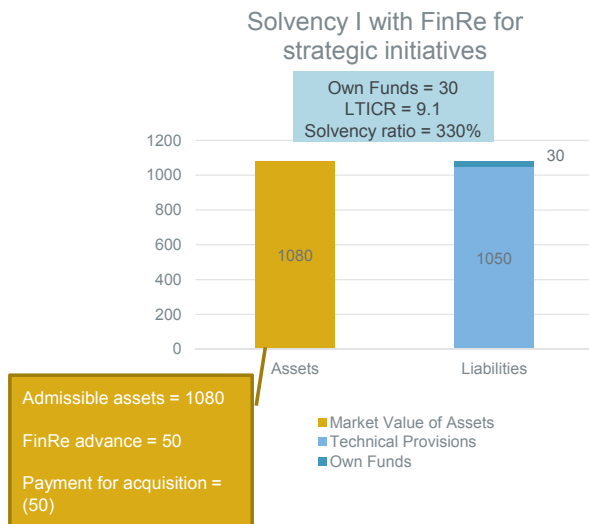 Solvency I with FinRe for
strategic initiatives
Own Funds = 30
LTICR = 9.1
Solvency ratio = 330%
1200
1000
800
600
400
200
0
30
1080
1050
Assets
Liabilities
Admissible assets = 1080
FinRe advance = 50
Payment for acquisition =
(50)
Market Value of Assets
Technical Provisions
Own Funds